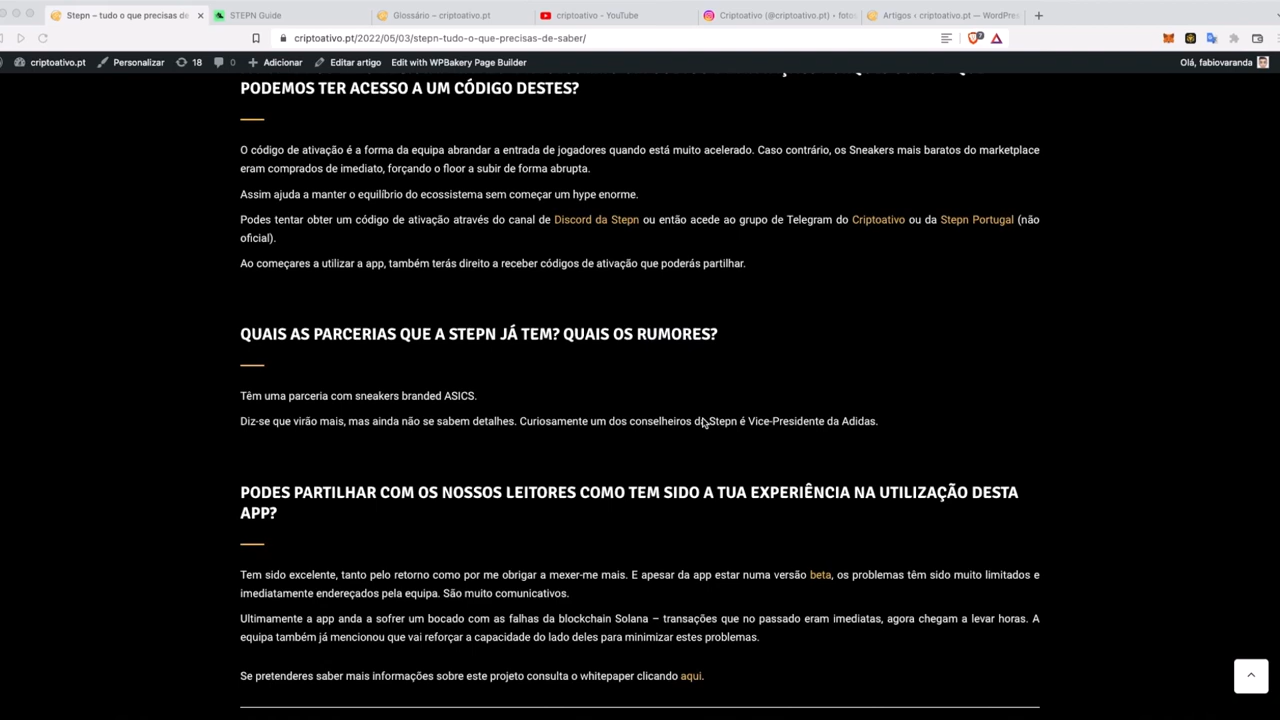 Stepn – tudo o que precisas de
STEPN Guide
Glossário – criptoativo.pt
criptoativo - YouTube
Criptoativo (@criptoativo.pt) • fotos
Artigos ‹ criptoativo.pt — WordPres
criptoativo.pt/2022/05/03/stepn-tudo-o-que-precisas-de-saber/
criptoativo.pt Personalizar 18 0 Adicionar Editar artigo Edit with WPBakery Page Builder Olá, fabiovaranda
PODEMOS TER ACESSO A UM CÓDIGO DESTES?
O código de ativação é a forma da equipa abrandar a entrada de jogadores quando está muito acelerado. Caso contrário, os Sneakers mais baratos do marketplace
eram comprados de imediato, forçando o floor a subir de forma abrupta.
Assim ajuda a manter o equilíbrio do ecossistema sem começar um hype enorme.
Podes tentar obter um código de ativação através do canal de Discord da Stepn ou então acede ao grupo de Telegram do Criptoativo ou da Stepn Portugal (não
oficial).
Ao começares a utilizar a app, também terás direito a receber códigos de ativação que poderás partilhar.
QUAIS AS PARCERIAS QUE A STEPN JÁ TEM? QUAIS OS RUMORES?
Têm uma parceria com sneakers branded ASICS.
Diz-se que virão mais, mas ainda não se sabem detalhes. Curiosamente um dos conselheiros da Stepn é Vice-Presidente da Adidas.
PODES PARTILHAR COM OS NOSSOS LEITORES COMO TEM SIDO A TUA EXPERIÊNCIA NA UTILIZAÇÃO DESTA
APP?
Tem sido excelente, tanto pelo retorno como por me obrigar a mexer-me mais. E apesar da app estar numa versão beta, os problemas têm sido muito limitados e
imediatamente endereçados pela equipa. São muito comunicativos.
Ultimamente a app anda a sofrer um bocado com as falhas da blockchain Solana – transações que no passado eram imediatas, agora chegam a levar horas. A
equipa também já mencionou que vai reforçar a capacidade do lado deles para minimizar estes problemas.
Se pretenderes saber mais informações sobre este projeto consulta o whitepaper clicando aqui.